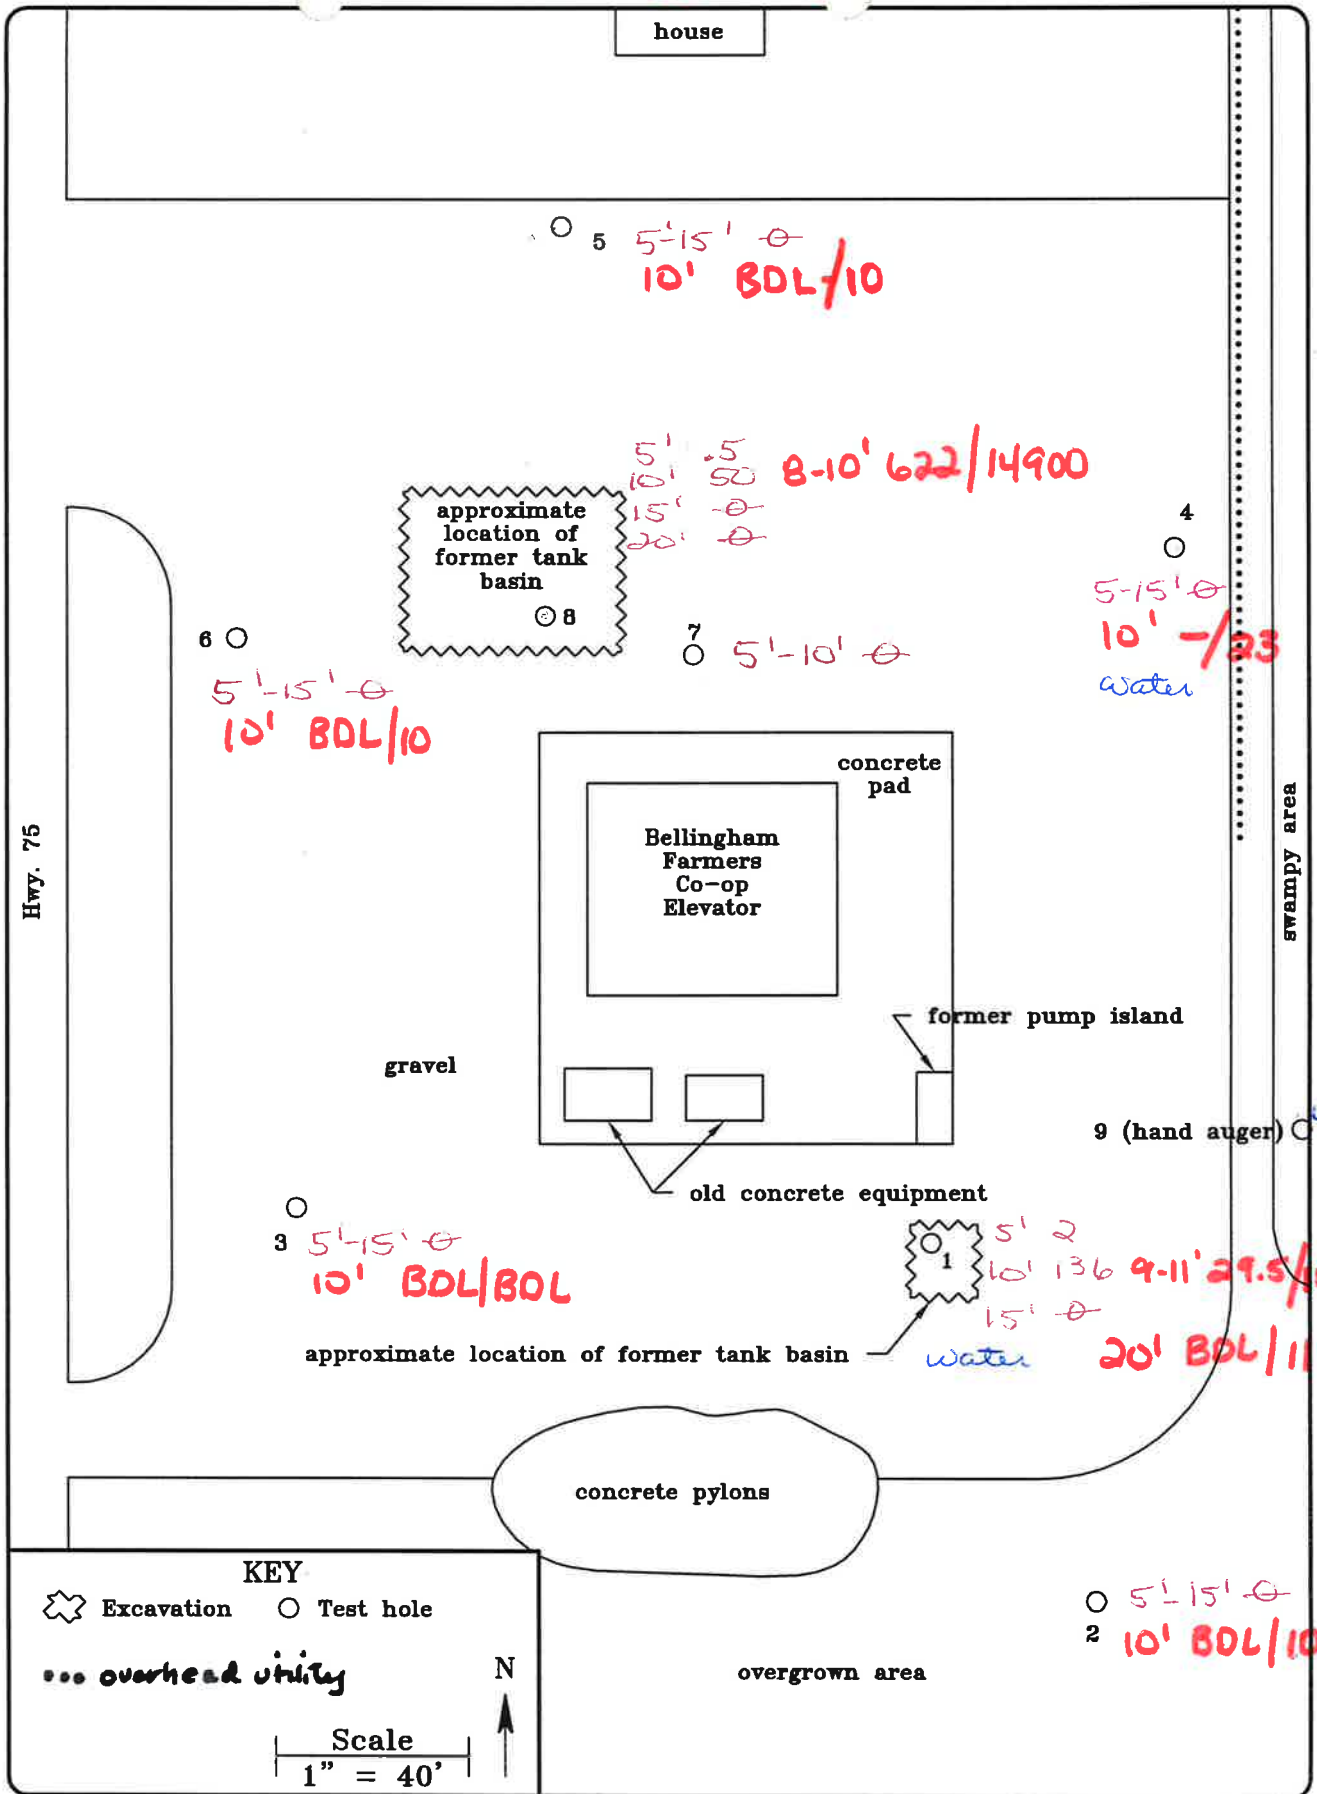 house
5
5'-15' 0
10' BDL/10
5' .5
10' 50
15' 0
20' 0
8-10' 622/14900
approximate
location of
former tank
basin
8
4
5-15' 0
10' -/23
water
6
5'-15' 0
10' BDL/10
7
5'-10' 0
concrete
pad
Bellingham
Farmers
Co-op
Elevator
Hwy. 75
swampy area
former pump island
gravel
9 (hand auger)
old concrete equipment
3
5'-15' 0
10' BDL/BDL
1
5' 2
10' 136
9-11' 29.5/
15' 0
approximate location of former tank basin
water
20' BDL/11
concrete pylons
KEY
Excavation
Test hole
overhead utility
N
Scale
1" = 40'
2
5'-15' 0
10' BDL/10
overgrown area